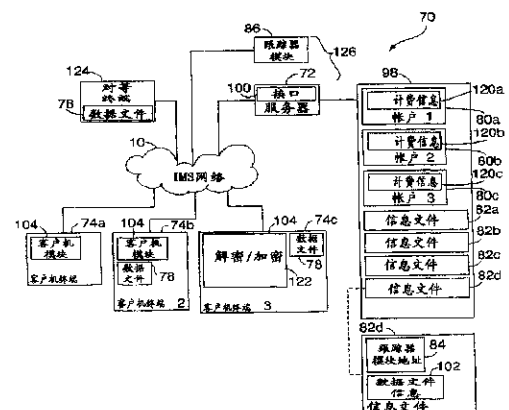 86
跟踪器
模块
126
70
124
对等
终端
78
数据文件
100
72
接口
服务器
98
计费信息
120a
帐户 1
80a
计费信息
120b
帐户 2
80b
计费信息
120c
帐户 3
80c
信息文件
82a
信息文件
82b
信息文件
82c
信息文件
82d
10
IMS网络
104
74a
客户机
模块
客户机终端
104
74b
客户机
模块
数据
文件
78
客户机终端 2
104
74c
解密/加密
数据
文件
78
122
客户机终端 3
82d
跟踪器
模块地址
84
102
数据文件
信息
信息文件